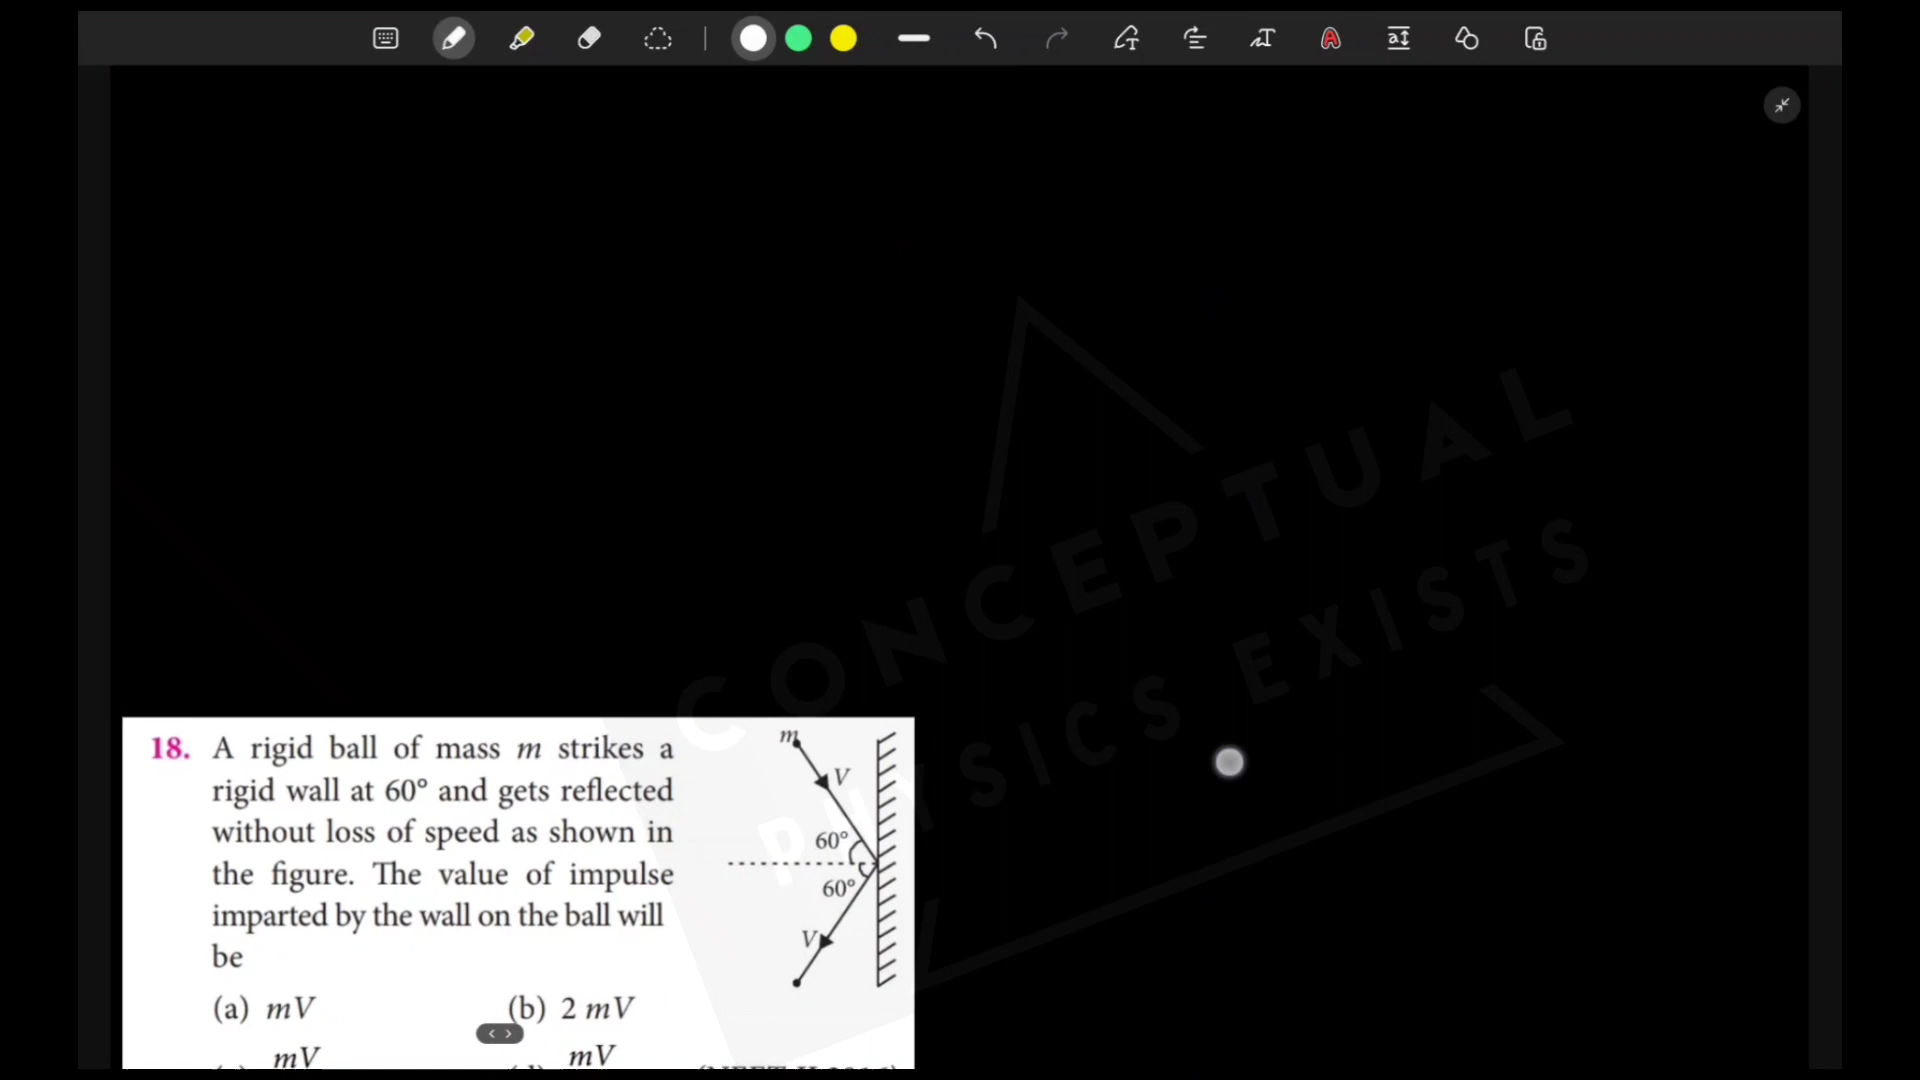 CONCEPTUAL
PHYSICS EXISTS
18. A rigid ball of mass m strikes a
rigid wall at 60° and gets reflected
without loss of speed as shown in
the figure. The value of impulse
imparted by the wall on the ball will
be
(a) mV (b) 2 mV
mV mV
m
V
60°
60°
V